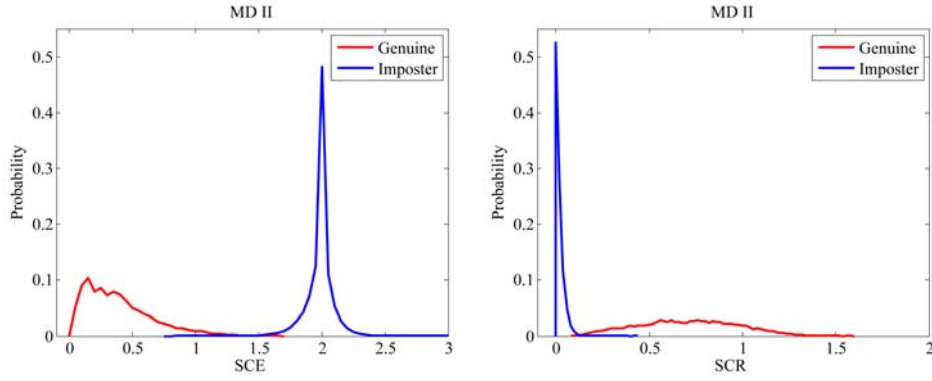 MD II
Genuine
Imposter
Probability
0.5
0.4
0.3
0.2
0.1
0
0 0.5 1 1.5 2 2.5 3
SCE
MD II
Genuine
Imposter
Probability
0.5
0.4
0.3
0.2
0.1
0
0 0.5 1 1.5 2
SCR